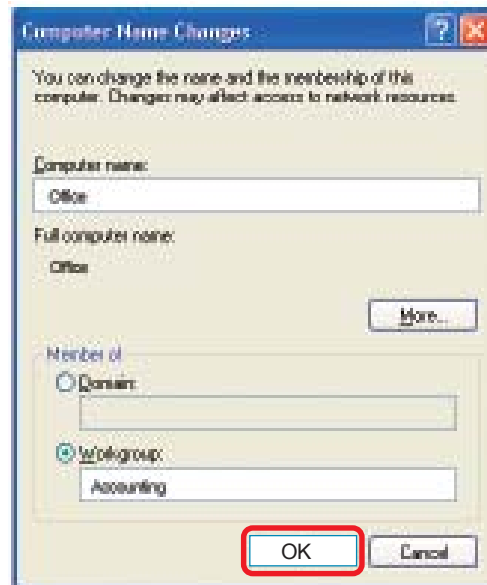 Computer Name Changes
You can change the name and the membership of this
computer. Changes may affect access to network resources.
Computer name:
Office
Full computer name:
Office
More...
Member of
Domain:
Workgroup:
Accounting
OK
Cancel